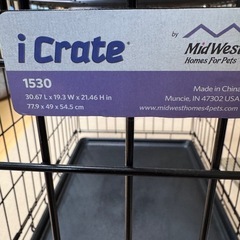 i Crate
by
MidWest
Homes For Pets
1530
30.67 L x 19.3 W x 21.46 H in
77.9 x 49 x 54.5 cm
Made in China
Muncie, IN 47302 USA
www.midwesthomes4pets.com